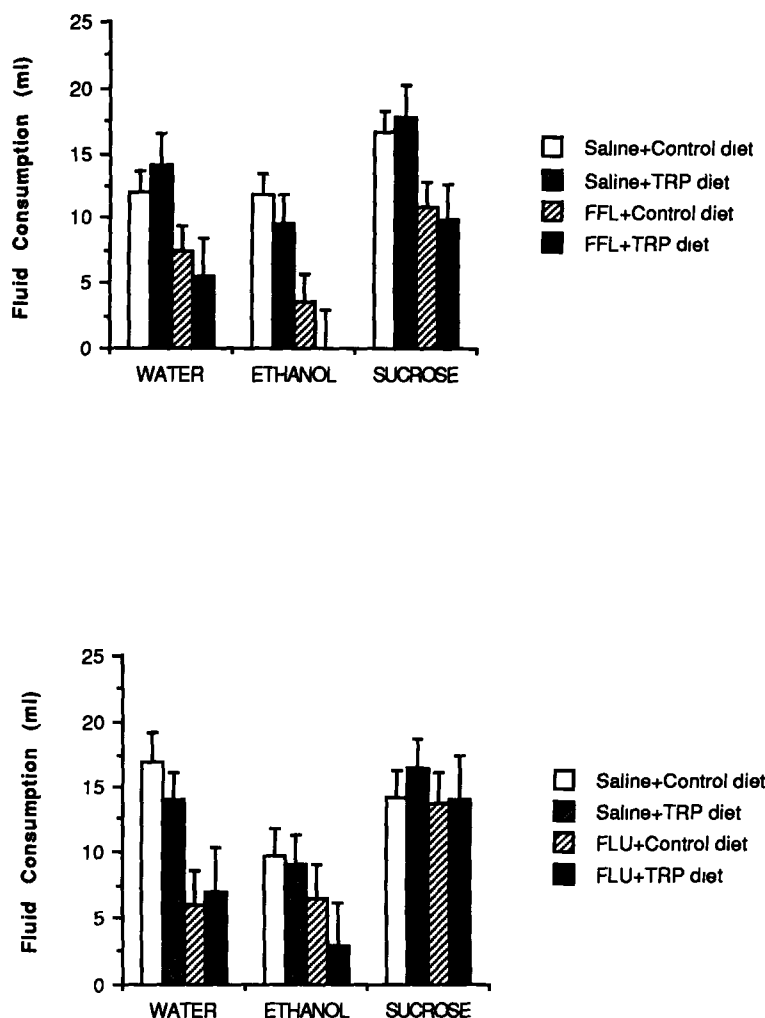 Fluid Consumption (ml)
25
20
15
10
5
0
WATER ETHANOL SUCROSE
Saline+Control diet
Saline+TRP diet
FFL+Control diet
FFL+TRP diet
Fluid Consumption (ml)
25
20
15
10
5
0
WATER ETHANOL SUCROSE
Saline+Control diet
Saline+TRP diet
FLU+Control diet
FLU+TRP diet